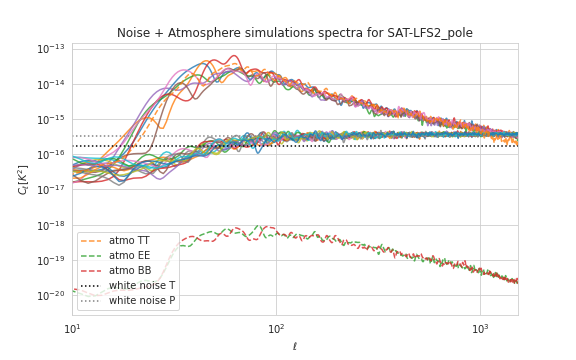 Noise + Atmosphere simulations spectra for SAT-LFS2_pole
10⁻¹³
10⁻¹⁴
10⁻¹⁵
10⁻¹⁶
10⁻¹⁷
10⁻¹⁸
10⁻¹⁹
10⁻²⁰
C_ℓ[K²]
atmo TT
atmo EE
atmo BB
white noise T
white noise P
10¹ 10² 10³
ℓ